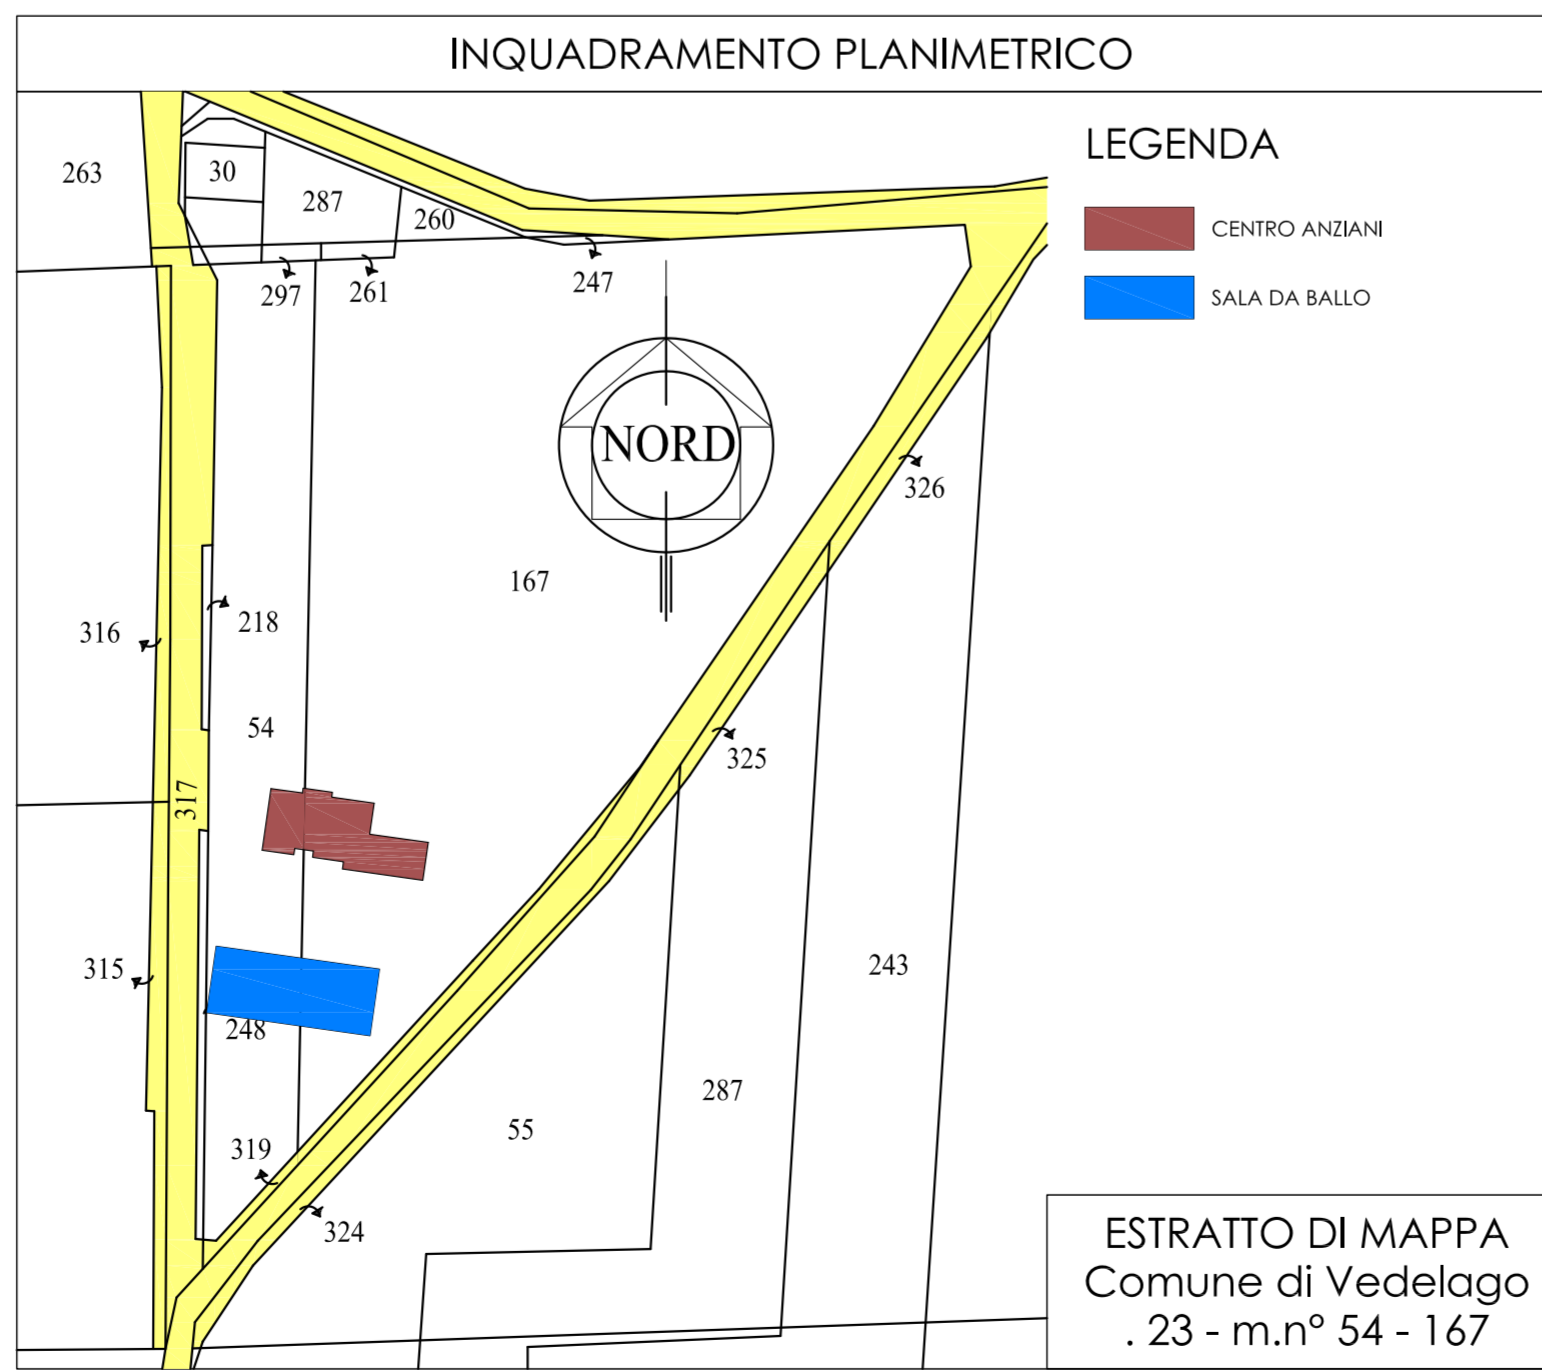 INQUADRAMENTO PLANIMETRICO
LEGENDA
CENTRO ANZIANI
SALA DA BALLO
263
30
287
260
297
261
247
NORD
326
167
316
218
54
325
317
315
248
243
287
55
319
324
ESTRATTO DI MAPPA
Comune di Vedelago
. 23 - m.n° 54 - 167